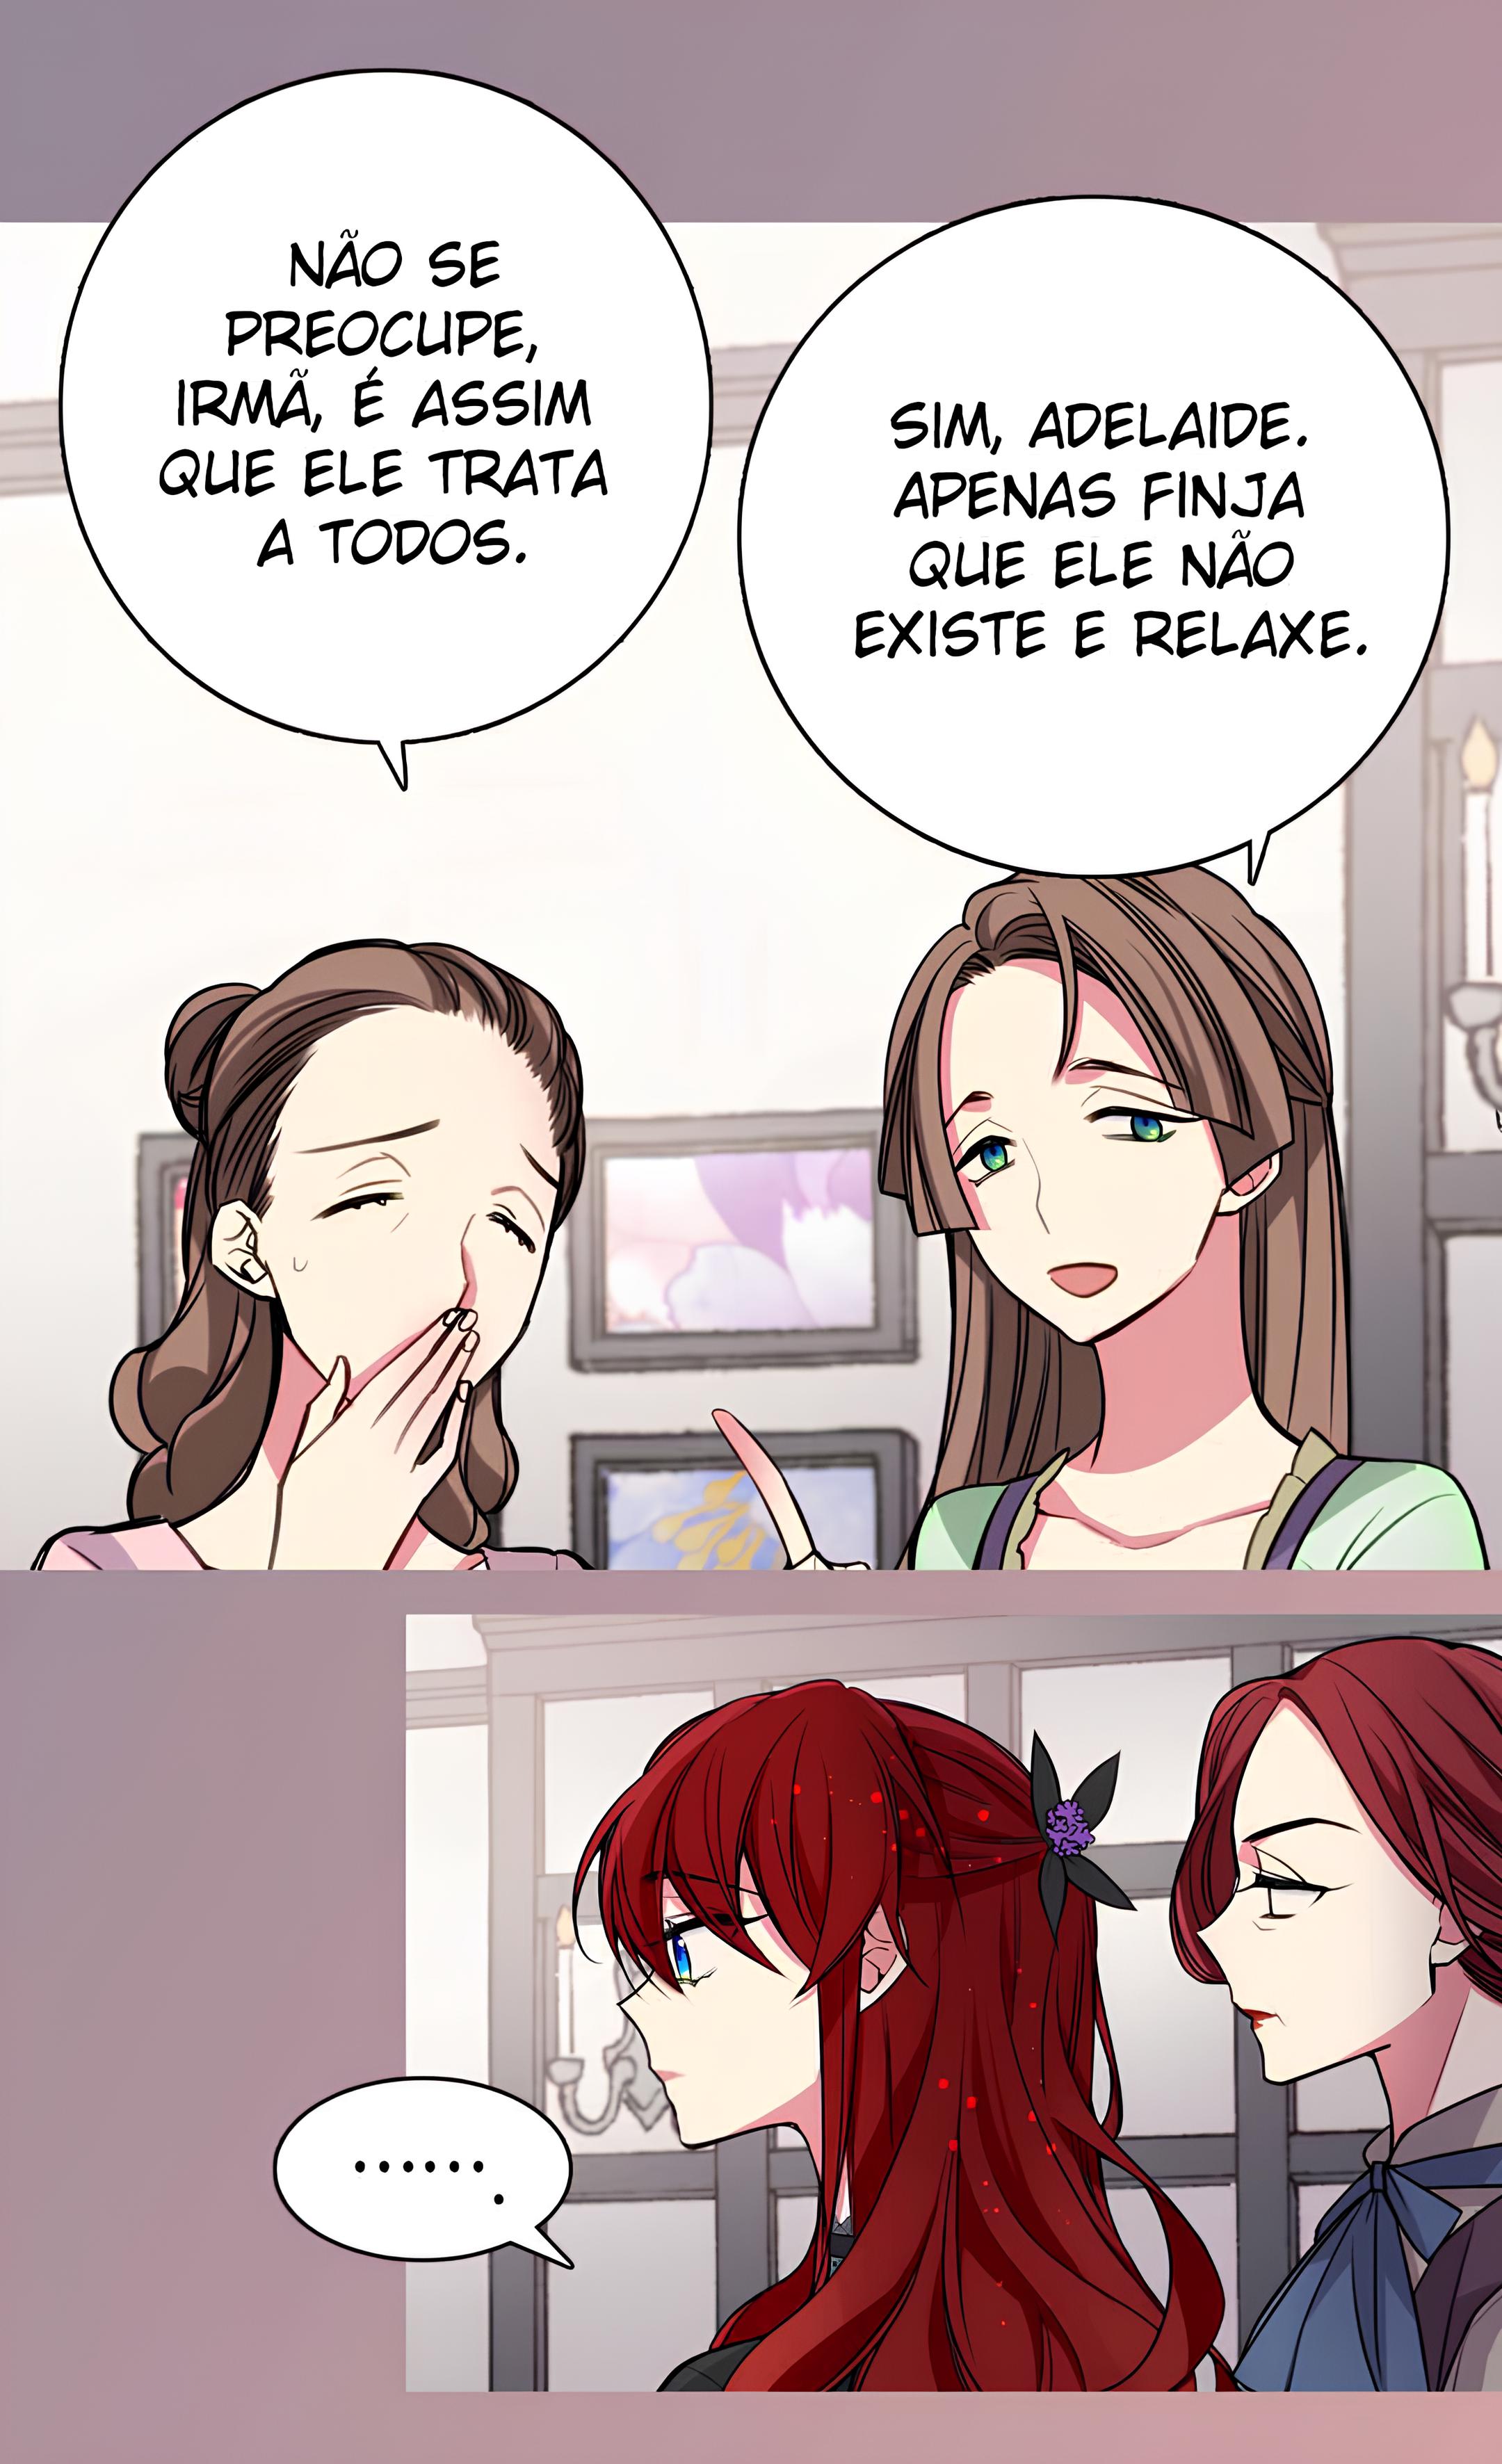 NÃO SE
PREOCUPE,
IRMÃ, É ASSIM
QUE ELE TRATA
A TODOS.
SIM, ADELAIDE.
APENAS FINJA
QUE ELE NÃO
EXISTE E RELAXE.
......
.